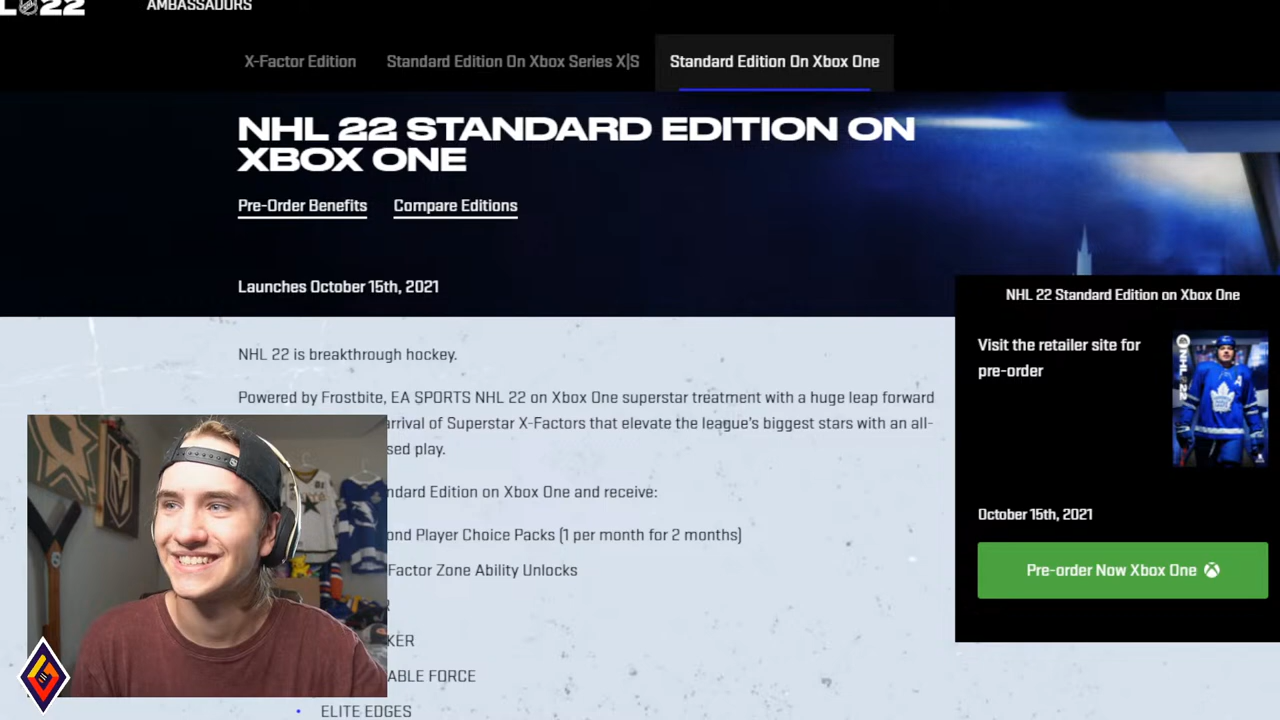 L 22
AMBASSADORS
X-Factor Edition
Standard Edition On Xbox Series X|S
Standard Edition On Xbox One
NHL 22 STANDARD EDITION ON
XBOX ONE
Pre-Order Benefits
Compare Editions
Launches October 15th, 2021
NHL 22 is breakthrough hockey.
Powered by Frostbite, EA SPORTS NHL 22 on Xbox One superstar treatment with a huge leap forward
rrival of Superstar X-Factors that elevate the league's biggest stars with an all-
sed play.
ndard Edition on Xbox One and receive:
ond Player Choice Packs (1 per month for 2 months)
Factor Zone Ability Unlocks
KER
ABLE FORCE
• ELITE EDGES
NHL 22 Standard Edition on Xbox One
Visit the retailer site for
pre-order
NHL 22
A
October 15th, 2021
Pre-order Now Xbox One